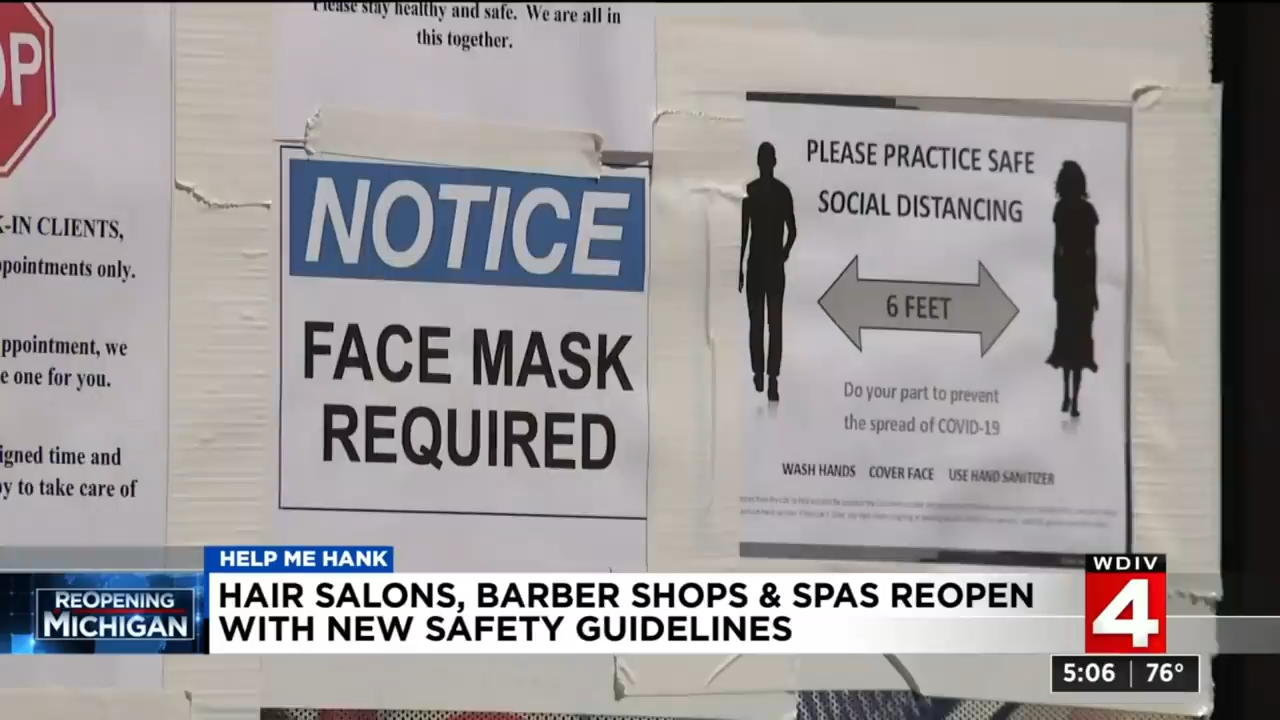 OP
K-IN CLIENTS,
ppointments only.
ppointment, we
e one for you.
igned time and
y to take care of
Please stay healthy and safe. We are all in
this together.
NOTICE
FACE MASK
REQUIRED
PLEASE PRACTICE SAFE
SOCIAL DISTANCING
6 FEET
Do your part to prevent
the spread of COVID-19
WASH HANDS COVER FACE USE HAND SANITIZER
HELP ME HANK
REOPENING
MICHIGAN
HAIR SALONS, BARBER SHOPS & SPAS REOPEN
WITH NEW SAFETY GUIDELINES
WDIV
4
5:06 76°